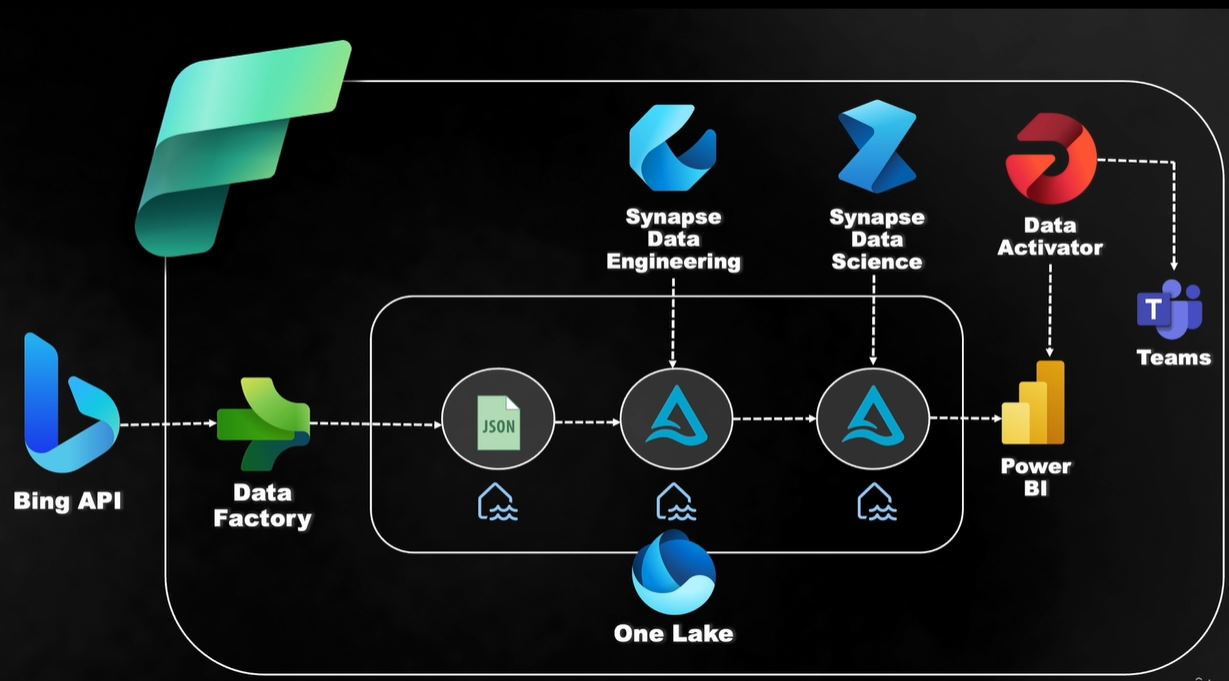 Synapse
Data
Engineering
Synapse
Data
Science
Data
Activator
T
Teams
JSON
Bing API
Data
Factory
Power
BI
One Lake